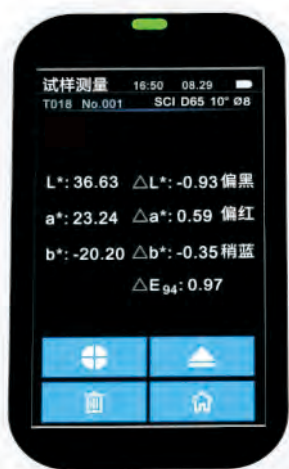 试样测量 16:50 08.29
T018 No.001 SCI D65 10° Ø8
L*: 36.63 △L*: -0.93 偏黑
a*: 23.24 △a*: 0.59 偏红
b*: -20.20 △b*: -0.35 稍蓝
△E94: 0.97